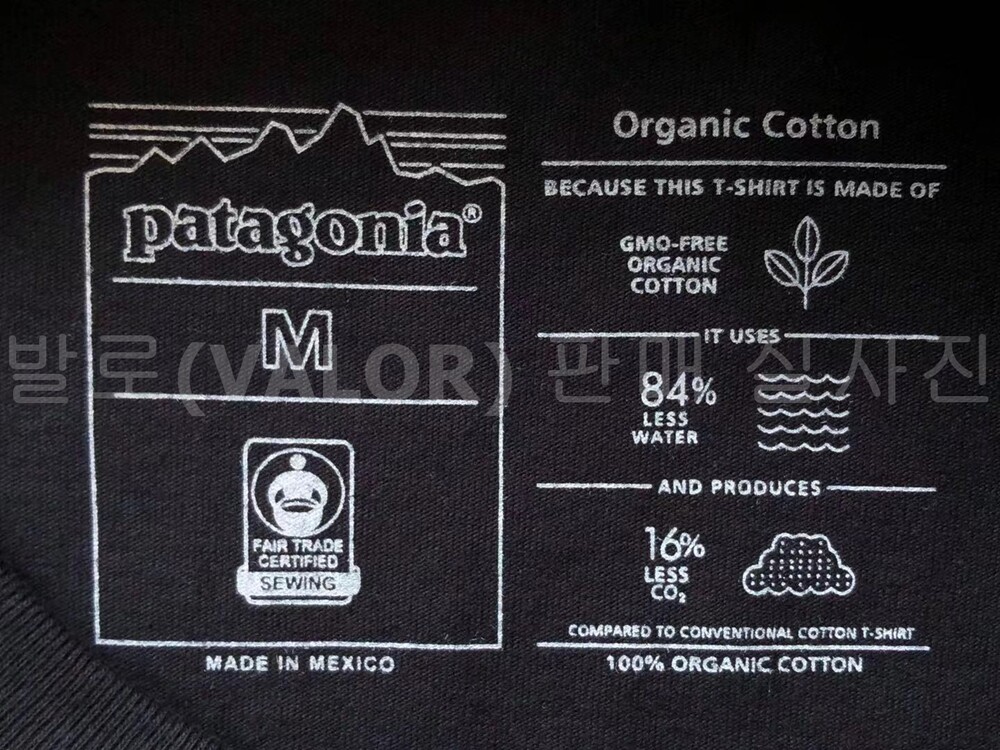 patagonia®
M
FAIR TRADE
CERTIFIED
SEWING
MADE IN MEXICO
Organic Cotton
BECAUSE THIS T-SHIRT IS MADE OF
GMO-FREE
ORGANIC
COTTON
IT USES
84%
LESS
WATER
AND PRODUCES
16%
LESS
CO₂
COMPARED TO CONVENTIONAL COTTON T-SHIRT
100% ORGANIC COTTON
발로(VALOR) 판매 실사진